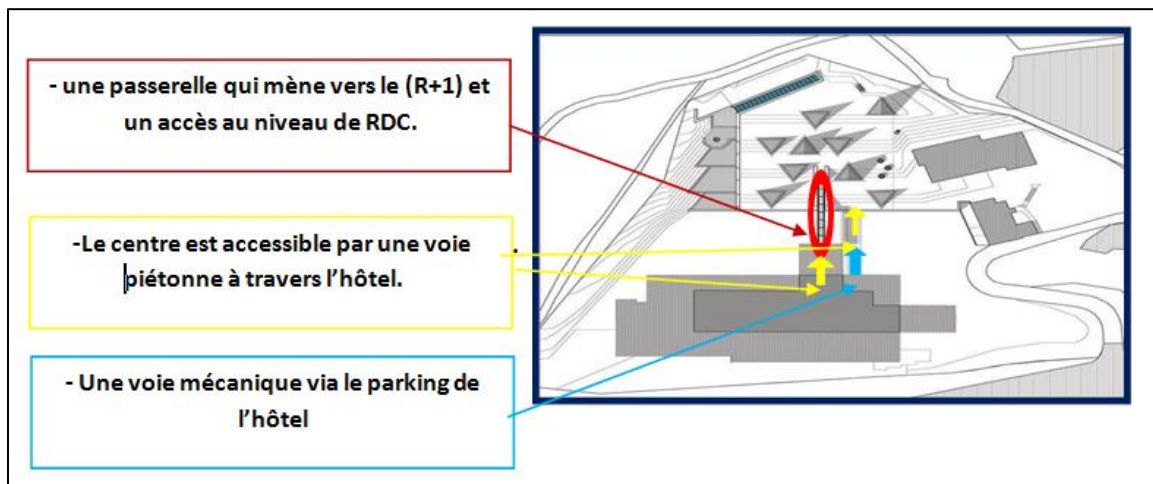 - une passerelle qui mène vers le (R+1) et
un accès au niveau de RDC.
-Le centre est accessible par une voie
piétonne à travers l’hôtel.
- Une voie mécanique via le parking de
l’hôtel